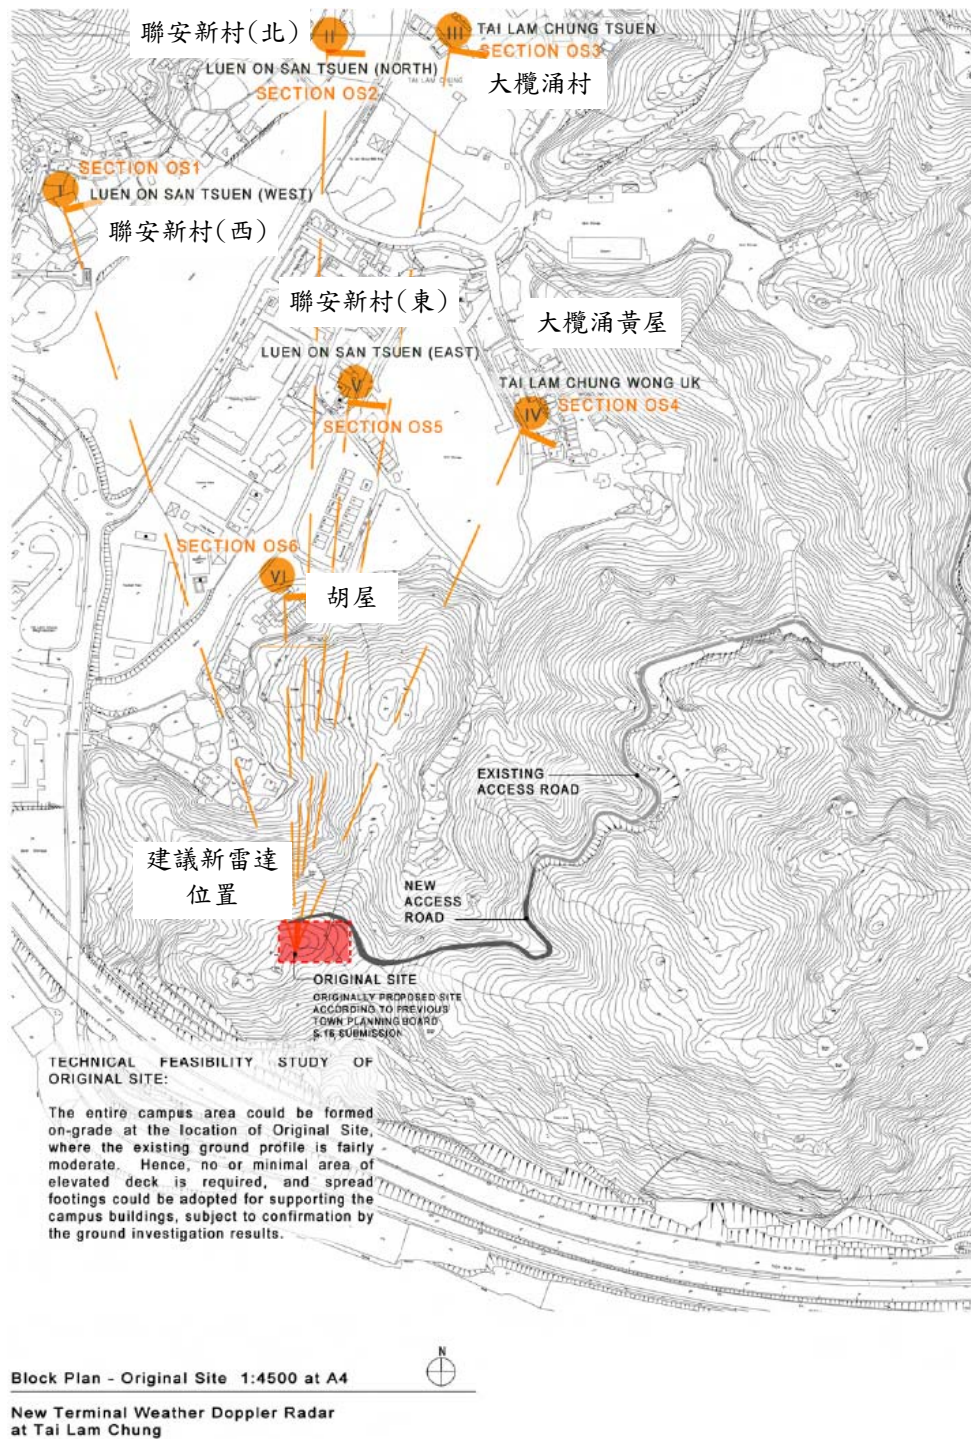 聯安新村(北)
II
III
TAI LAM CHUNG TSUEN
SECTION OS3
LUEN ON SAN TSUEN (NORTH)
TAI LAM CHUNG
大欖涌村
SECTION OS2
SECTION OS1
I
LUEN ON SAN TSUEN (WEST)
聯安新村(西)
聯安新村(東)
大欖涌黃屋
LUEN ON SAN TSUEN (EAST)
V
TAI LAM CHUNG WONG UK
SECTION OS4
IV
SECTION OS5
SECTION OS6
VI
胡屋
EXISTING
ACCESS ROAD
建議新雷達
位置
NEW
ACCESS
ROAD
ORIGINAL SITE
ORIGINALLY PROPOSED SITE
ACCORDING TO PREVIOUS
TOWN PLANNING BOARD
S.16 SUBMISSION
TECHNICAL FEASIBILITY STUDY OF
ORIGINAL SITE:
The entire campus area could be formed
on-grade at the location of Original Site,
where the existing ground profile is fairly
moderate. Hence, no or minimal area of
elevated deck is required, and spread
footings could be adopted for supporting the
campus buildings, subject to confirmation by
the ground investigation results.
N
Block Plan - Original Site 1:4500 at A4
New Terminal Weather Doppler Radar
at Tai Lam Chung